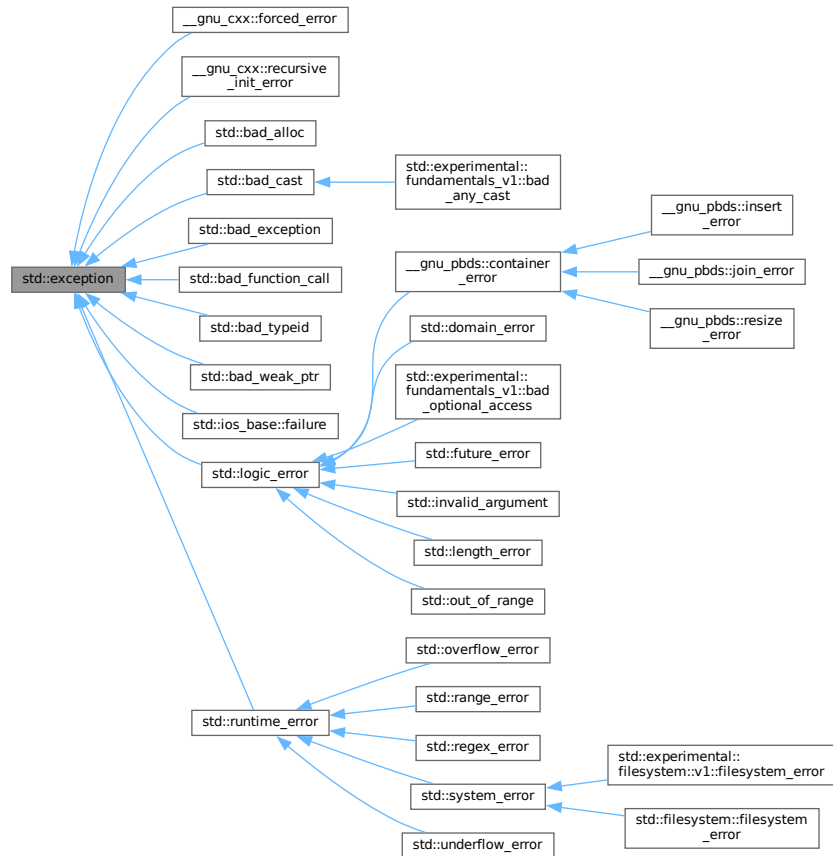 __gnu_cxx::forced_error
__gnu_cxx::recursive
_init_error
std::bad_alloc
std::bad_cast
std::experimental::
fundamentals_v1::bad
_any_cast
std::bad_exception
std::exception
std::bad_function_call
std::bad_typeid
std::bad_weak_ptr
std::ios_base::failure
std::logic_error
__gnu_pbds::container
_error
__gnu_pbds::insert
_error
__gnu_pbds::join_error
__gnu_pbds::resize
_error
std::domain_error
std::experimental::
fundamentals_v1::bad
_optional_access
std::future_error
std::invalid_argument
std::length_error
std::out_of_range
std::runtime_error
std::overflow_error
std::range_error
std::regex_error
std::system_error
std::experimental::
filesystem::v1::filesystem_error
std::filesystem::filesystem
_error
std::underflow_error